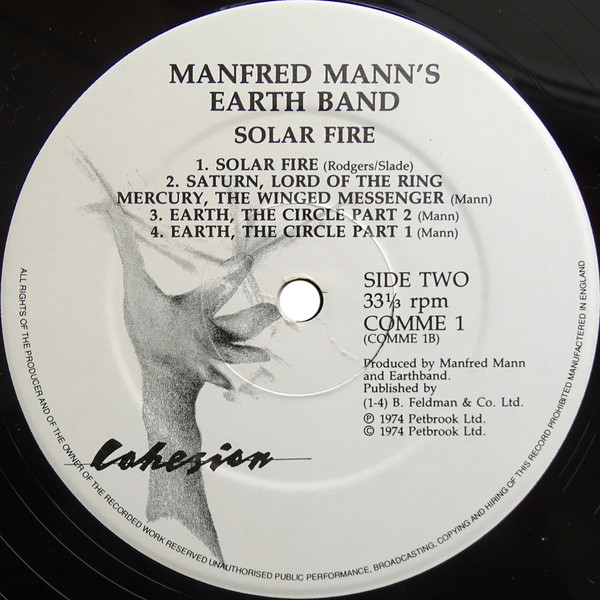 MANFRED MANN'S
EARTH BAND
SOLAR FIRE
1. SOLAR FIRE (Rodgers/Slade)
2. SATURN, LORD OF THE RING
MERCURY, THE WINGED MESSENGER (Mann)
3. EARTH, THE CIRCLE PART 2 (Mann)
4. EARTH, THE CIRCLE PART 1 (Mann)
SIDE TWO
33⅓ rpm
COMME 1
(COMME 1B)
Produced by Manfred Mann
and Earthband.
Published by
(1-4) B. Feldman & Co. Ltd.
℗ 1974 Petbrook Ltd.
© 1974 Petbrook Ltd.
Cohesion
ALL RIGHTS OF THE PRODUCER AND OF THE OWNER OF THE RECORDED WORK RESERVED UNAUTHORISED PUBLIC PERFORMANCE, BROADCASTING, COPYING AND HIRING OF THIS RECORD PROHIBITED MANUFACTURED IN ENGLAND